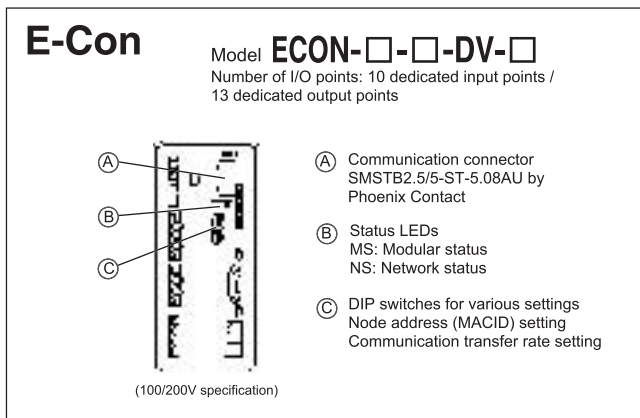 E-Con
Model ECON-□-□-DV-□
Number of I/O points: 10 dedicated input points /
13 dedicated output points
A
B
C
A Communication connector
SMSTB2.5/5-ST-5.08AU by
Phoenix Contact
B Status LEDs
MS: Modular status
NS: Network status
C DIP switches for various settings
Node address (MACID) setting
Communication transfer rate setting
(100/200V specification)